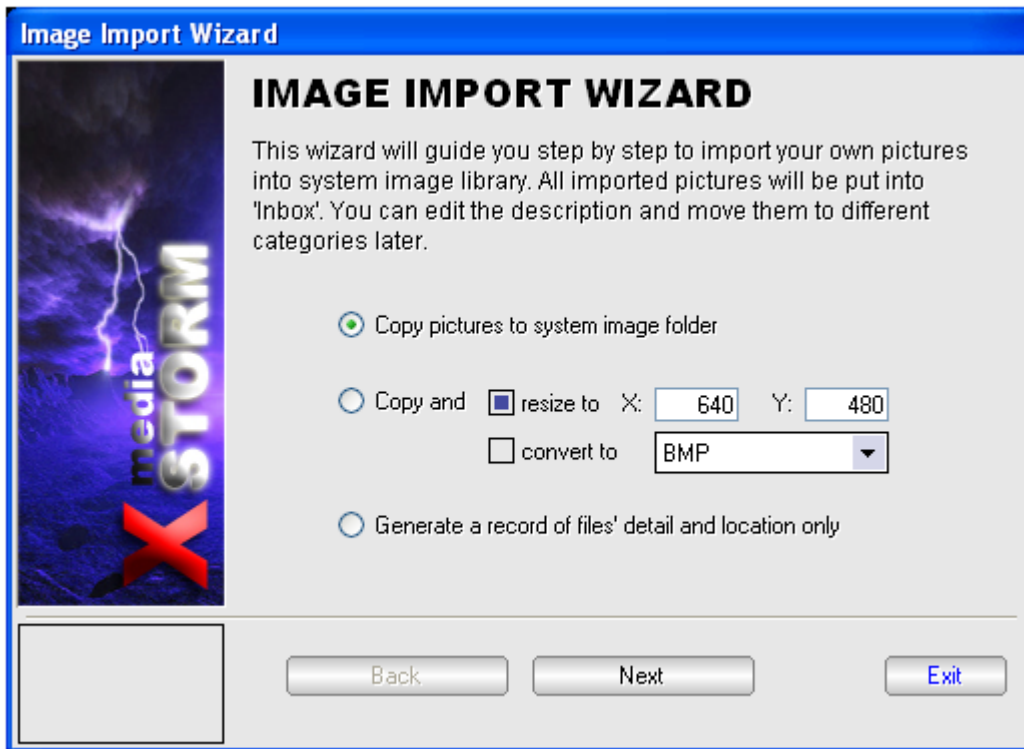 Image Import Wizard
IMAGE IMPORT WIZARD
This wizard will guide you step by step to import your own pictures
into system image library. All imported pictures will be put into
'Inbox'. You can edit the description and move them to different
categories later.
media
STORM
X
Copy pictures to system image folder
Copy and resize to X: 640 Y: 480
convert to BMP
Generate a record of files' detail and location only
Back Next Exit